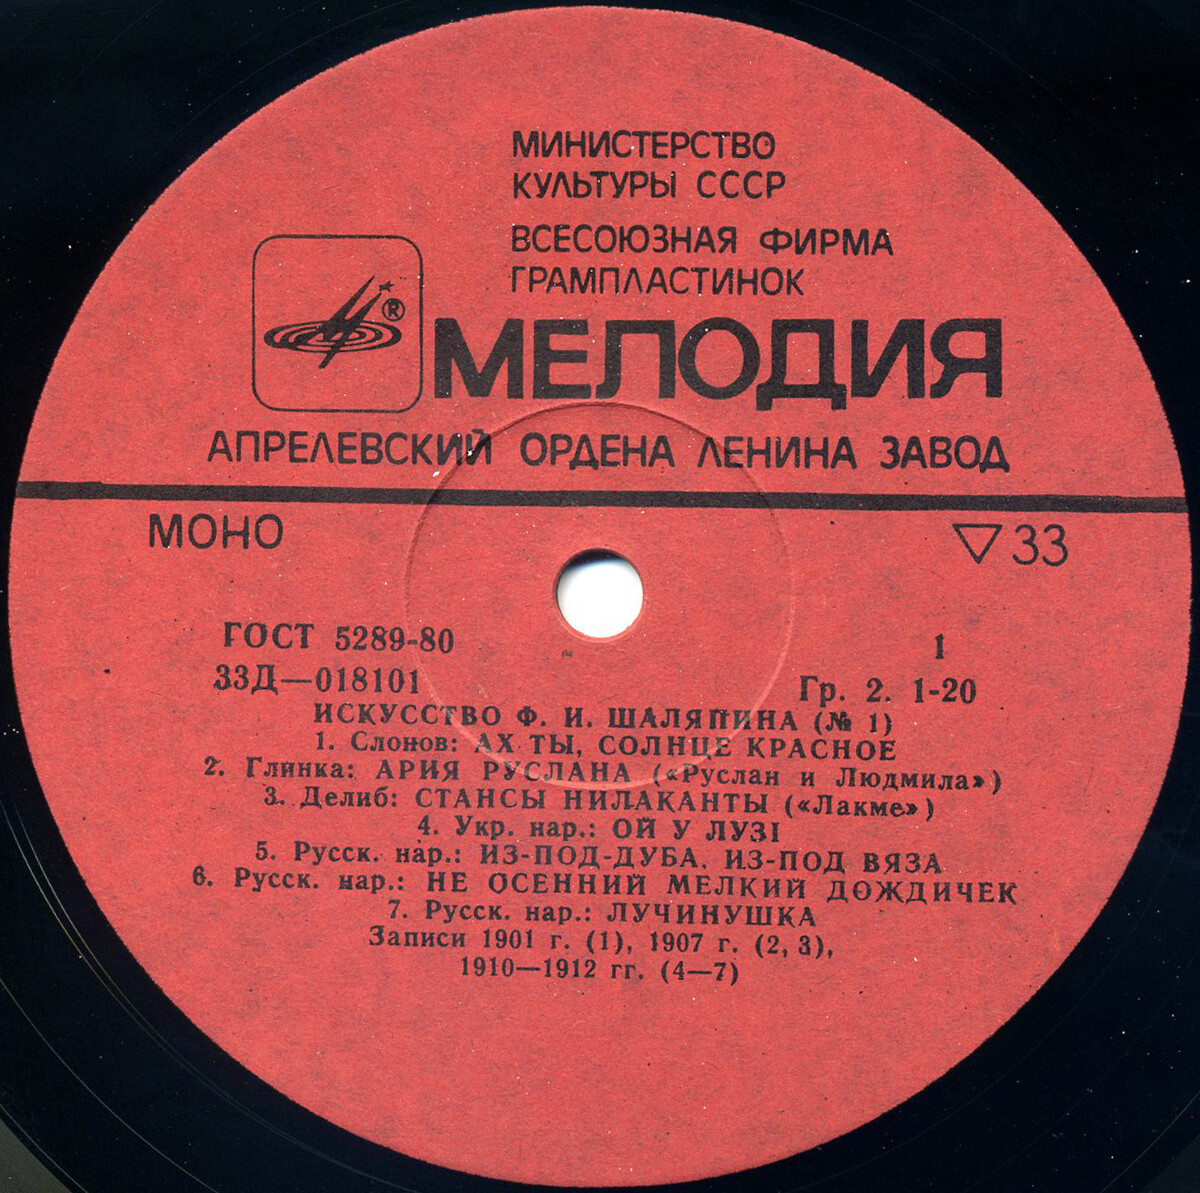 МИНИСТЕРСТВО
КУЛЬТУРЫ СССР
ВСЕСОЮЗНАЯ ФИРМА
ГРАМПЛАСТИНОК
®
МЕЛОДИЯ
АПРЕЛЕВСКИЙ ОРДЕНА ЛЕНИНА ЗАВОД
МОНО
▽33
ГОСТ 5289-80
1
33Д—018101
Гр. 2. 1-20
ИСКУССТВО Ф. И. ШАЛЯПИНА (№ 1)
1. Слонов: АХ ТЫ, СОЛНЦЕ КРАСНОЕ
2. Глинка: АРИЯ РУСЛАНА («Руслан и Людмила»)
3. Делиб: СТАНСЫ НИЛАКАНТЫ («Лакме»)
4. Укр. нар.: ОЙ У ЛУЗІ
5. Русск. нар.: ИЗ-ПОД-ДУБА. ИЗ-ПОД ВЯЗА
6. Русск. нар.: НЕ ОСЕННИЙ МЕЛКИЙ ДОЖДИЧЕК
7. Русск. нар.: ЛУЧИНУШКА
Записи 1901 г. (1), 1907 г. (2, 3),
1910—1912 гг. (4—7)